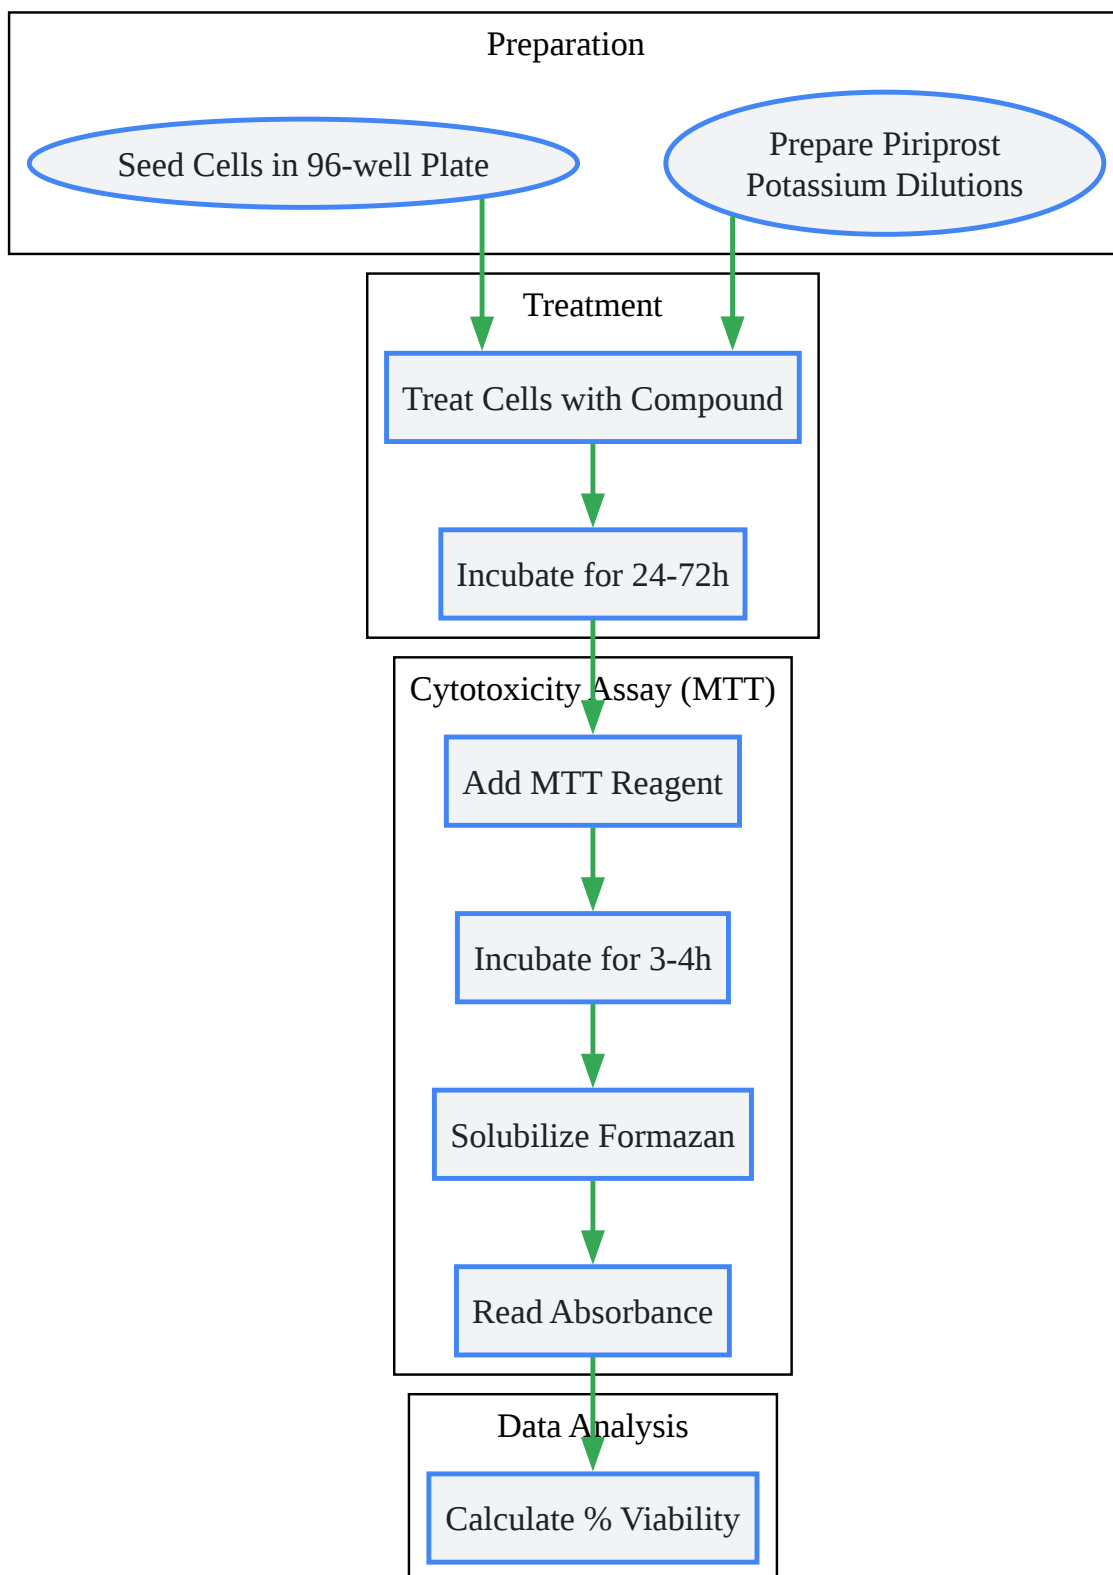 Preparation
Seed Cells in 96-well Plate
Prepare Piriprost
Potassium Dilutions
Treatment
Treat Cells with Compound
Incubate for 24-72h
Cytotoxicity Assay (MTT)
Add MTT Reagent
Incubate for 3-4h
Solubilize Formazan
Read Absorbance
Data Analysis
Calculate % Viability